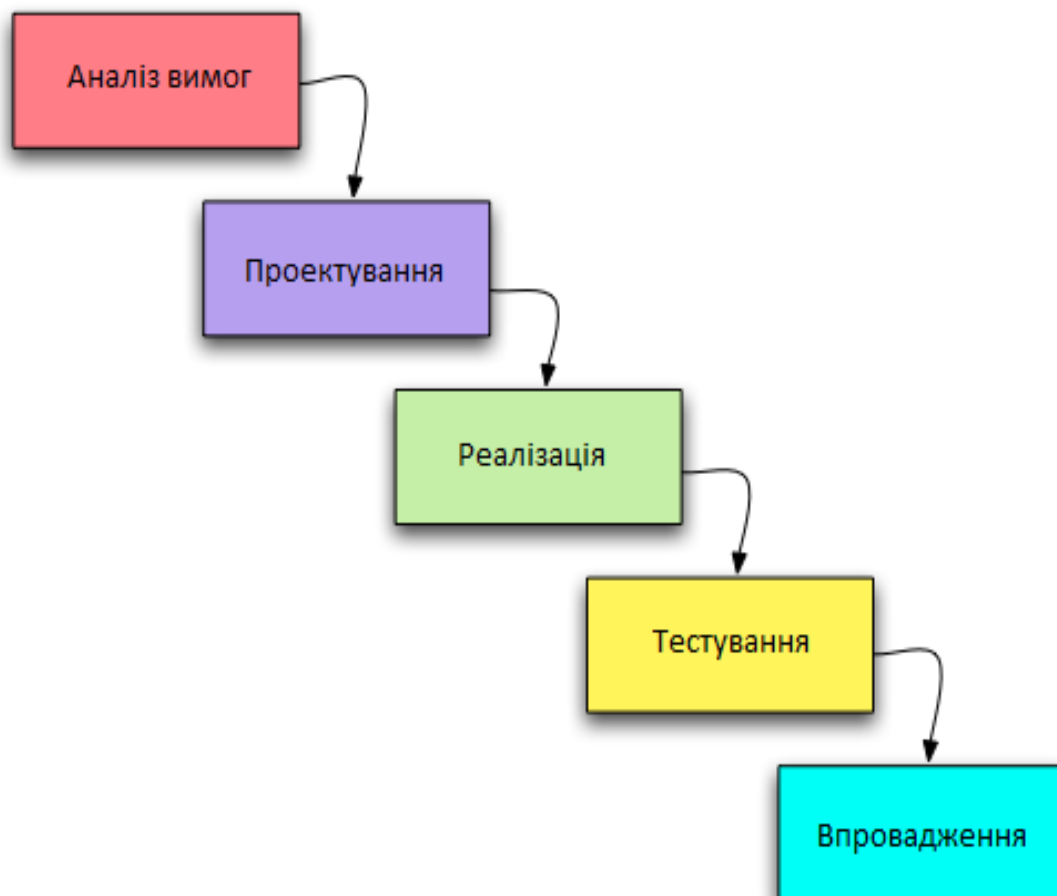 Аналіз вимог
Проектування
Реалізація
Тестування
Впровадження